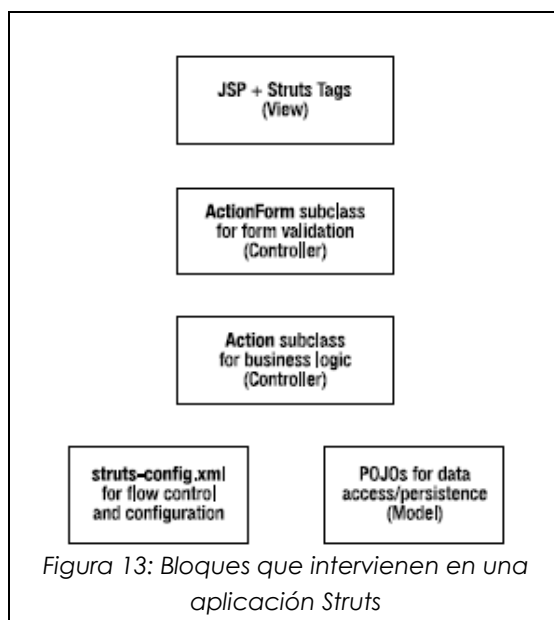 JSP + Struts Tags
(View)
ActionForm subclass
for form validation
(Controller)
Action subclass
for business logic
(Controller)
struts-config.xml
for flow control
and configuration
POJOs for data
access/persistence
(Model)
Figura 13: Bloques que intervienen en una
aplicación Struts